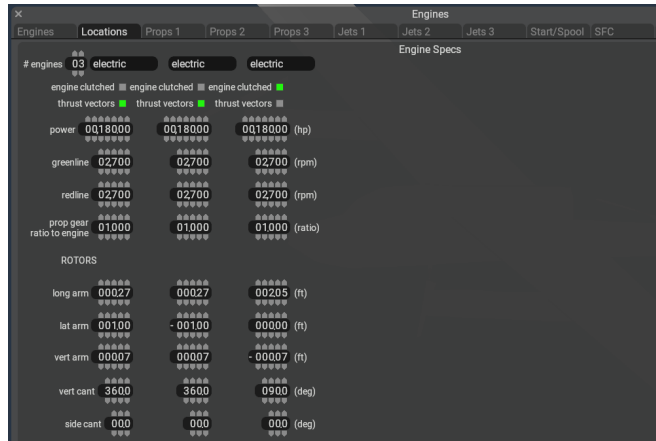 × Engines
Engines Locations Props 1 Props 2 Props 3 Jets 1 Jets 2 Jets 3 Start/Spool SFC
Engine Specs
# engines 03 electric electric electric
engine clutched engine clutched engine clutched
thrust vectors thrust vectors thrust vectors
power 00,180.00 00,180.00 00,180.00 (hp)
greenline 02,700 02,700 02,700 (rpm)
redline 02,700 02,700 02,700 (rpm)
prop gear
ratio to engine 01.000 01.000 01.000 (ratio)
ROTORS
long arm 000.27 000.27 002.05 (ft)
lat arm 001.00 - 001.00 000.00 (ft)
vert arm 000.07 000.07 - 000.07 (ft)
vert cant 360.0 360.0 090.0 (deg)
side cant 00.0 00.0 00.0 (deg)